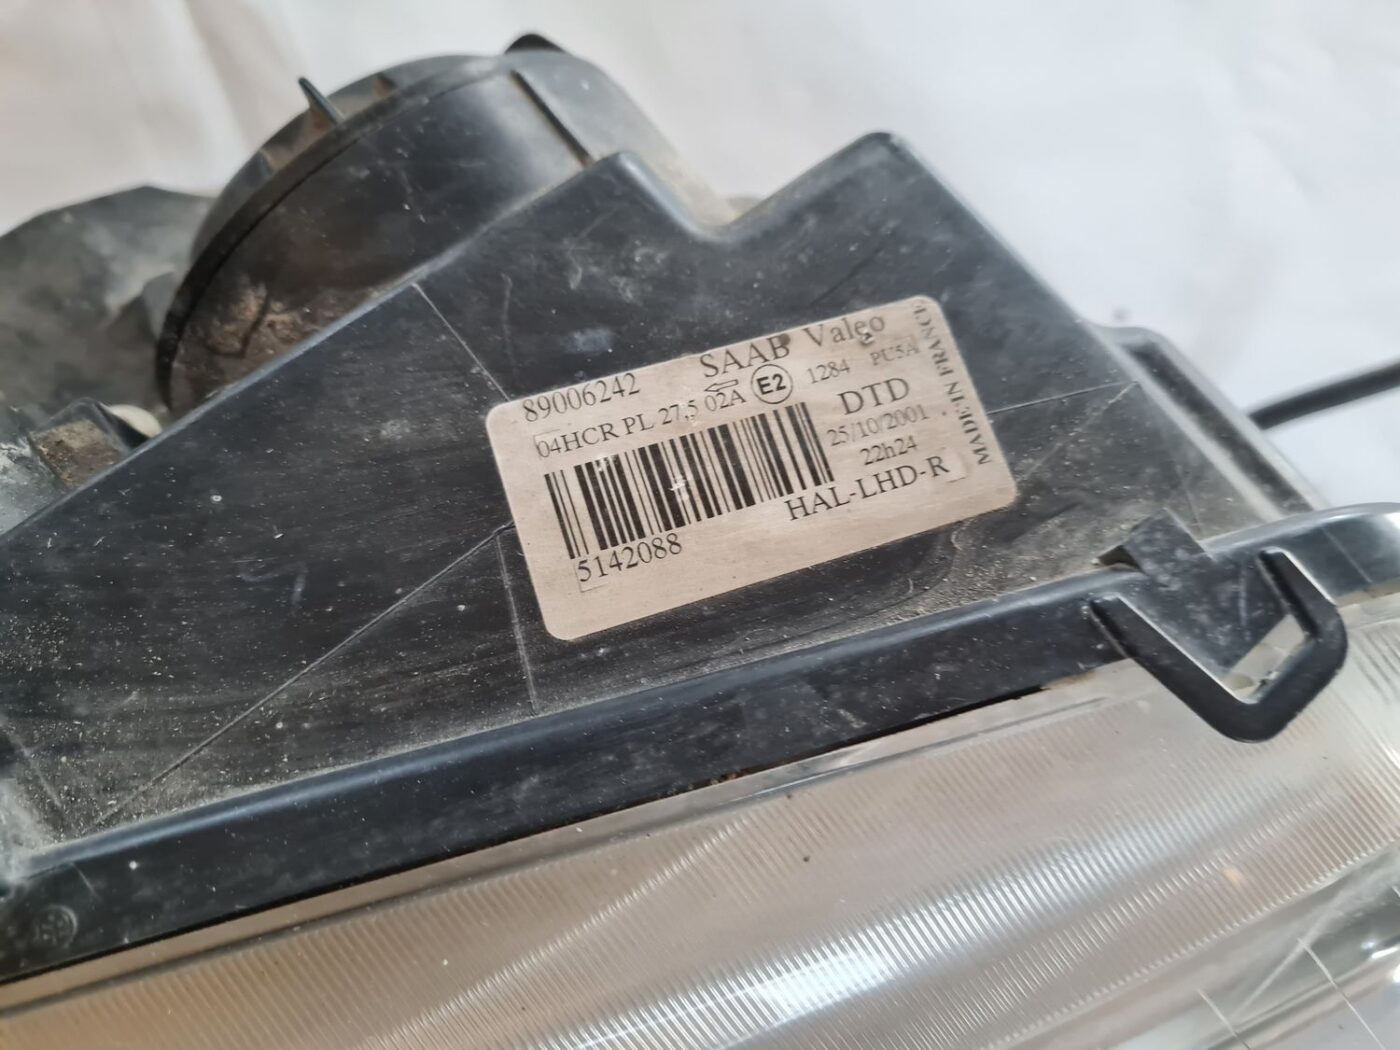 89006242 SAAB Valeo
04HCR PL 27,5 02A E2 1284 PU5A
DTD
25/10/2001
22h24
HAL-LHD-R
5142088
MADE IN FRANCE